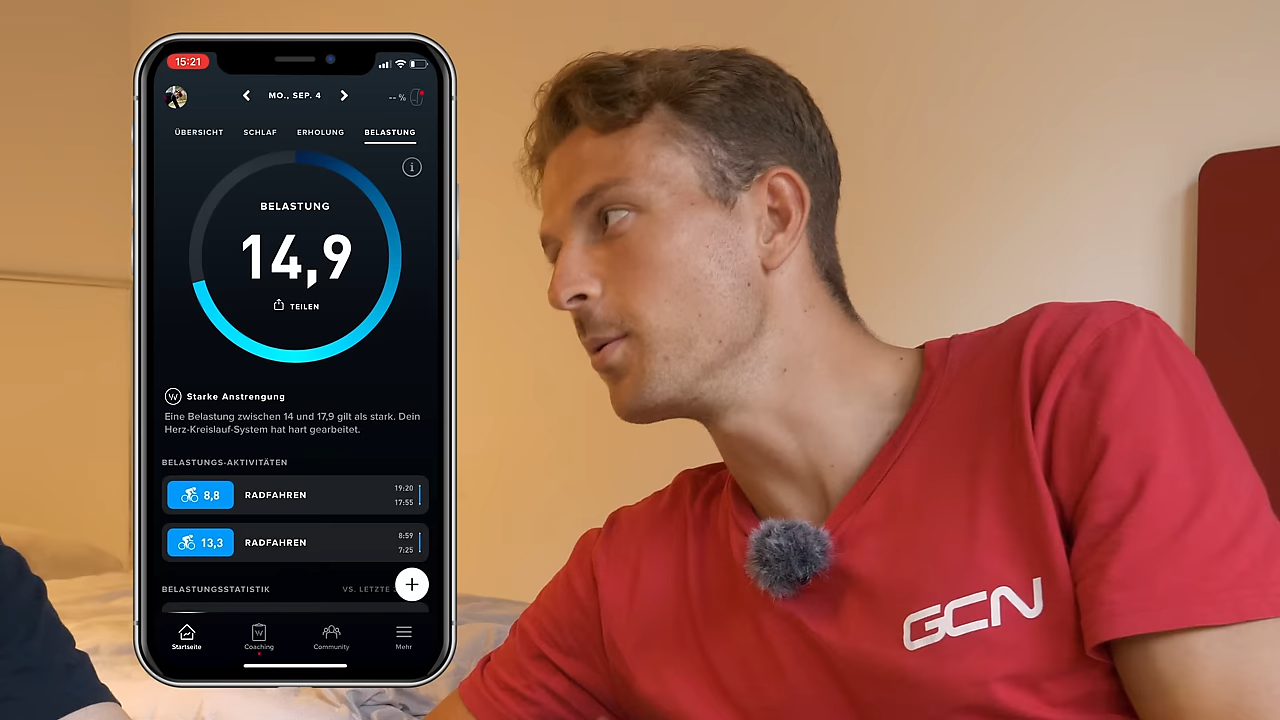 15:21
MO., SEP. 4
-- %
ÜBERSICHT SCHLAF ERHOLUNG BELASTUNG
BELASTUNG
14,9
TEILEN
W Starke Anstrengung
Eine Belastung zwischen 14 und 17,9 gilt als stark. Dein
Herz-Kreislauf-System hat hart gearbeitet.
BELASTUNGS-AKTIVITÄTEN
8,8 RADFAHREN 19:20
17:55
13,3 RADFAHREN 8:59
7:25
BELASTUNGSSTATISTIK VS. LETZTE
Startseite Coaching Community Mehr
GCN